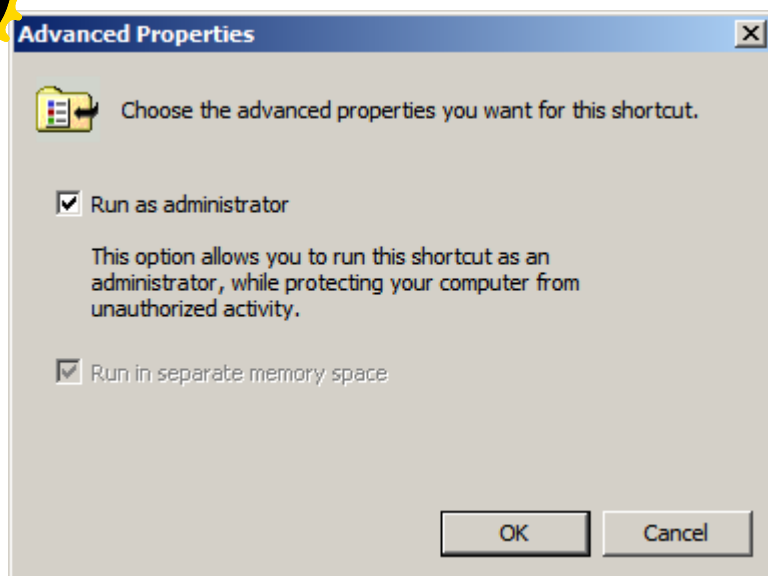 Advanced Properties
Choose the advanced properties you want for this shortcut.
Run as administrator
This option allows you to run this shortcut as an
administrator, while protecting your computer from
unauthorized activity.
Run in separate memory space
OK Cancel